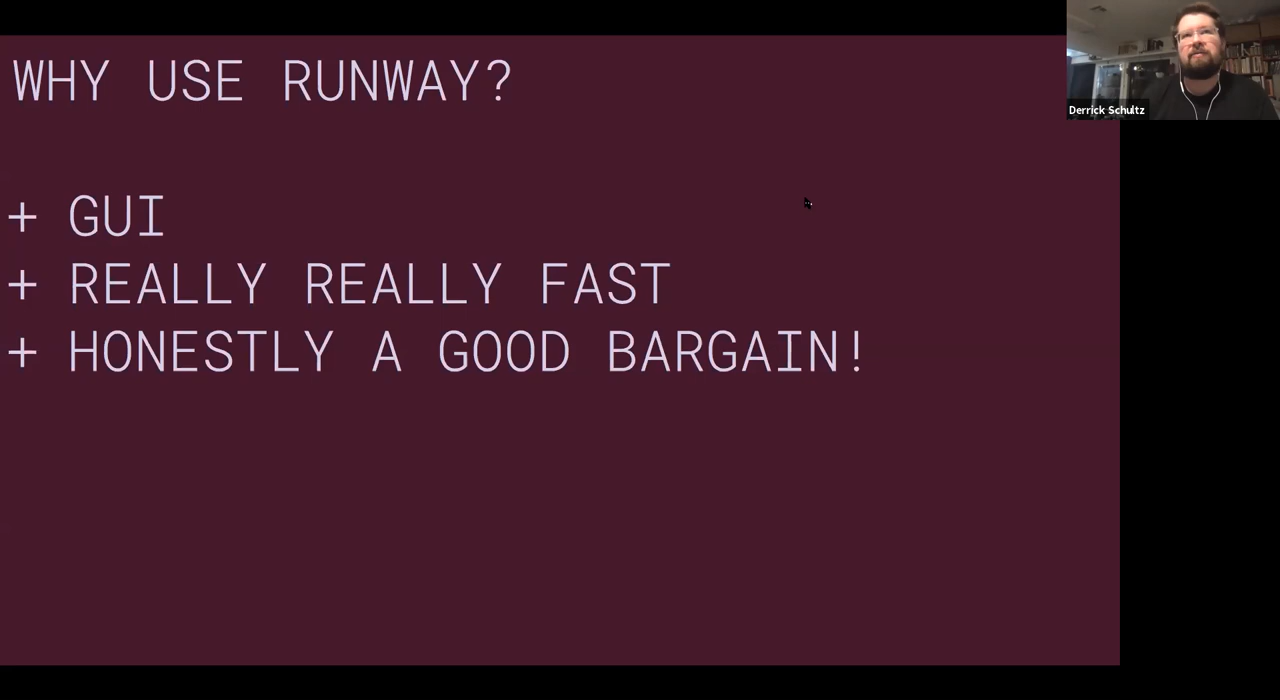 WHY USE RUNWAY?
Derrick Schultz
+ GUI
+ REALLY REALLY FAST
+ HONESTLY A GOOD BARGAIN!